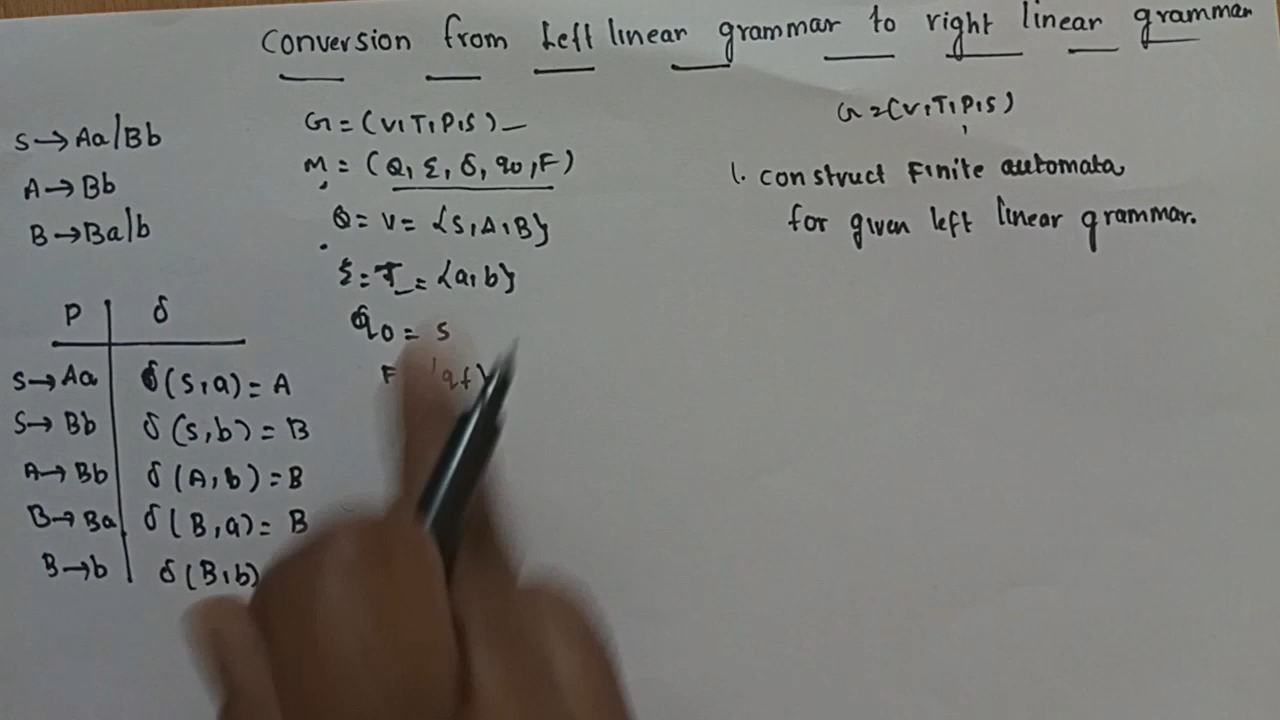 Conversion from Left linear grammar to right linear grammar
S→Aa|Bb
A→Bb
B→Ba|b
P δ
S→Aa δ(S,a)=A
S→Bb δ(S,b)=B
A→Bb δ(A,b)=B
B→Ba δ(B,a)=B
B→b δ(B,b)
G=(V,T,P,S)
M=(Q,Σ,δ,q0,F)
Q=V={S,A,B}
Σ=T={a,b}
q0=S
F qf}
G=(V,T,P,S)
1. construct Finite automata
for given left linear grammar.